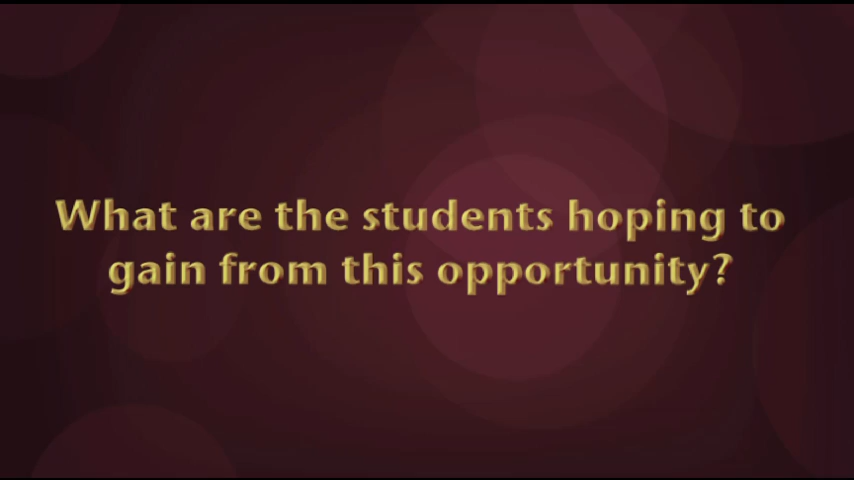 What are the students hoping to
gain from this opportunity?